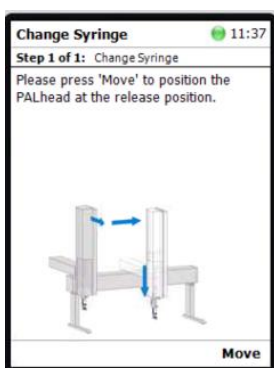 Change Syringe 11:37
Step 1 of 1: Change Syringe
Please press 'Move' to position the
PALhead at the release position.
Move